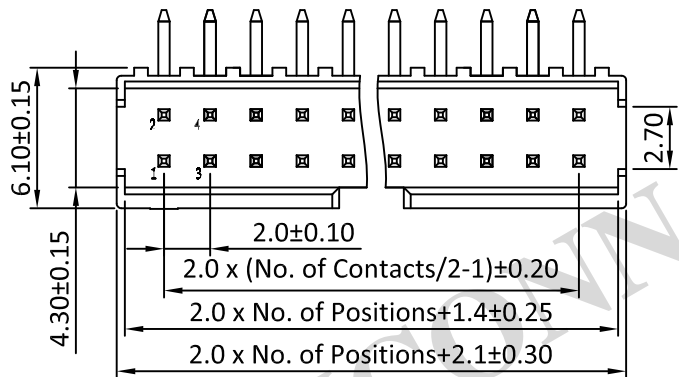 6.10±0.15
4.30±0.15
2 4
1 3
2.70
2.0±0.10
2.0 x (No. of Contacts/2-1)±0.20
2.0 x No. of Positions+1.4±0.25
2.0 x No. of Positions+2.1±0.30